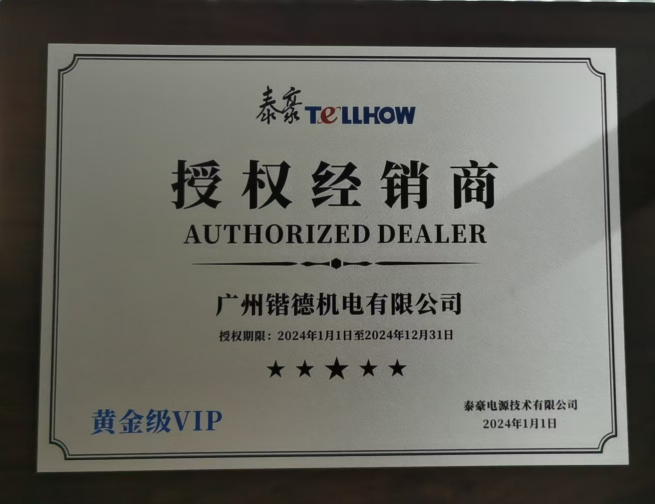 泰豪 TELLHOW
授权经销商
AUTHORIZED DEALER
广州锴德机电有限公司
授权期限：2024年1月1日至2024年12月31日
黄金级VIP
泰豪电源技术有限公司
2024年1月1日